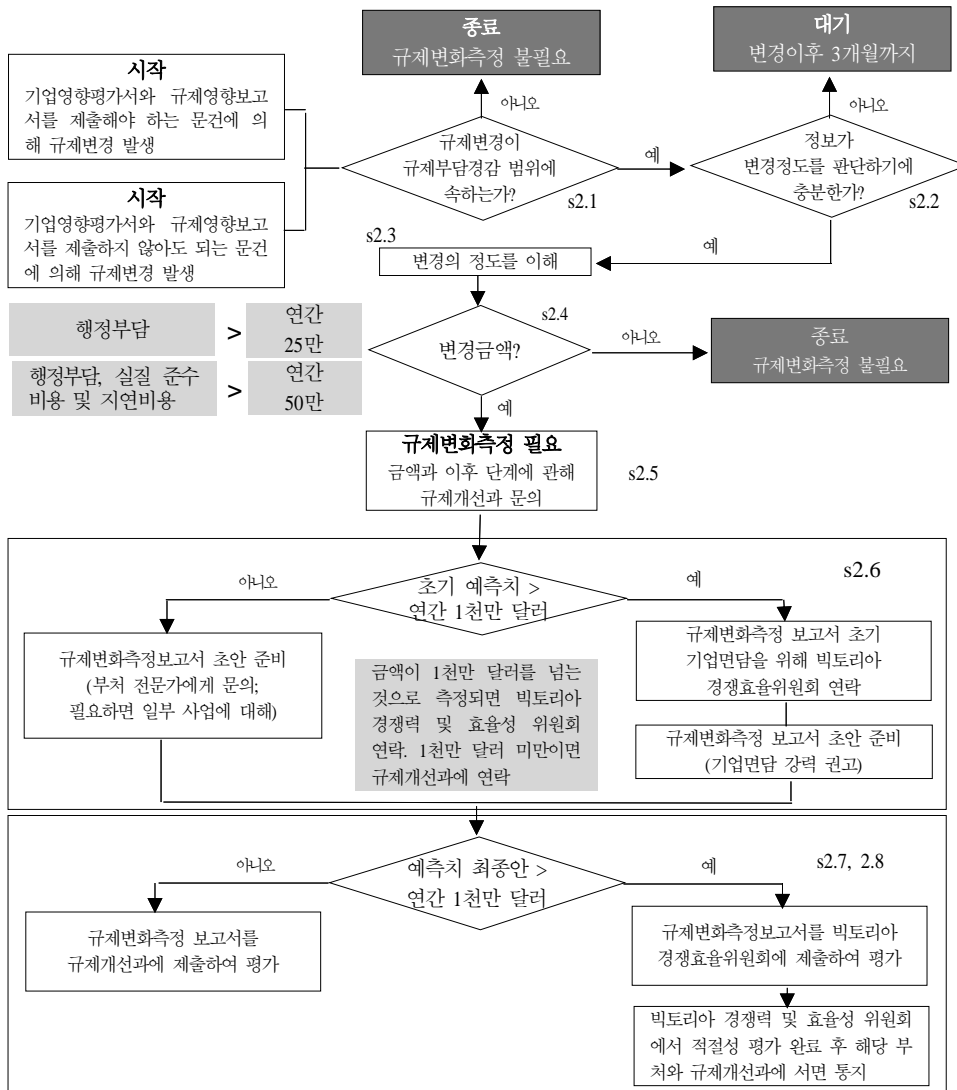 종료
규제변화측정 불필요
대기
변경이후 3개월까지
시작
기업영향평가서와 규제영향보고
서를 제출해야 하는 문건에 의
해 규제변경 발생
아니오
아니오
규제변경이
규제부담경감 범위에
속하는가?
s2.1
예
정보가
변경정도를 판단하기에
충분한가?
s2.2
시작
기업영향평가서와 규제영향보고
서를 제출하지 않아도 되는 문건
에 의해 규제변경 발생
s2.3
변경의 정도를 이해
예
행정부담
>
연간
25만
행정부담, 실질 준수
비용 및 지연비용
>
연간
50만
s2.4
변경금액?
아니오
종료
규제변화측정 불필요
예
규제변화측정 필요
금액과 이후 단계에 관해
규제개선과 문의
s2.5
아니오
초기 예측치 >
연간 1천만 달러
예
s2.6
규제변화측정보고서 초안 준비
(부처 전문가에게 문의;
필요하면 일부 사업에 대해)
금액이 1천만 달러를 넘는
것으로 측정되면 빅토리아
경쟁력 및 효율성 위원회
연락. 1천만 달러 미만이면
규제개선과에 연락
규제변화측정 보고서 초기
기업면담을 위해 빅토리아
경쟁효율위원회 연락
규제변화측정 보고서 초안 준비
(기업면담 강력 권고)
아니오
예측치 최종안 >
연간 1천만 달러
예
s2.7, 2.8
규제변화측정 보고서를
규제개선과에 제출하여 평가
규제변화측정보고서를 빅토리아
경쟁효율위원회에 제출하여 평가
빅토리아 경쟁력 및 효율성 위원회
에서 적절성 평가 완료 후 해당 부
처와 규제개선과에 서면 통지